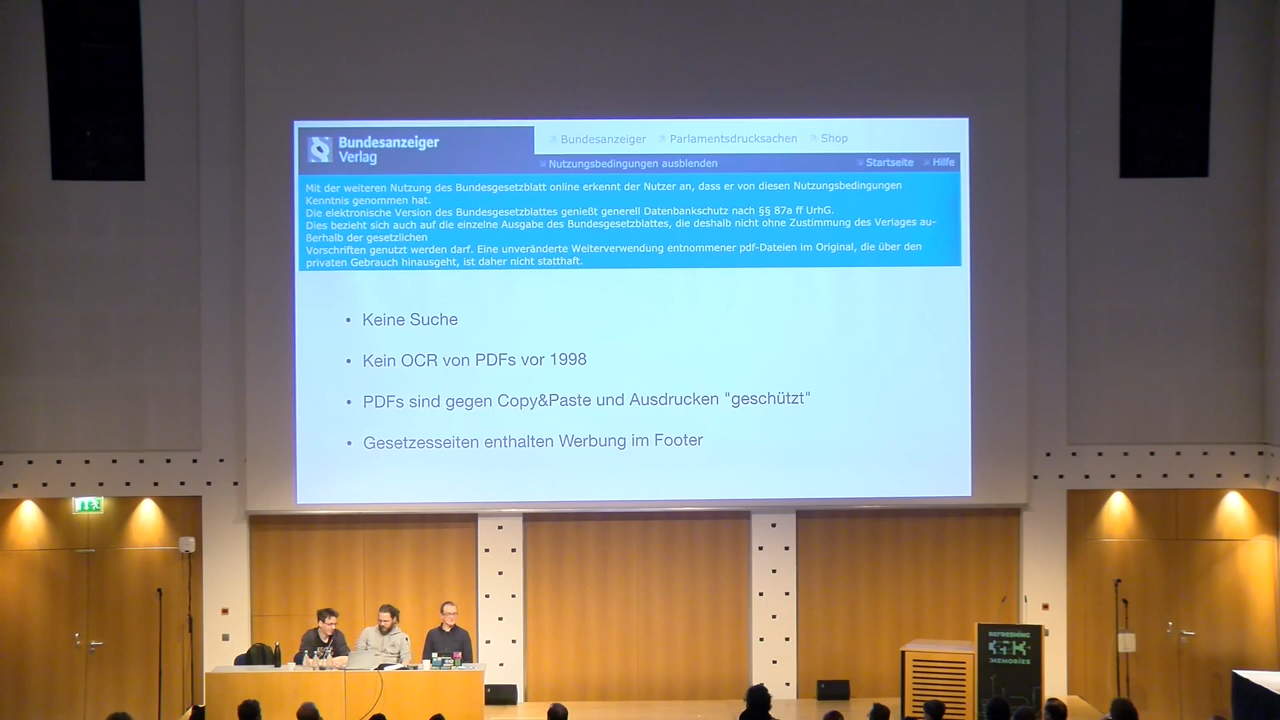 Bundesanzeiger
Verlag
Bundesanzeiger Parlamentsdrucksachen Shop
Nutzungsbedingungen ausblenden Startseite Hilfe
Mit der weiteren Nutzung des Bundesgesetzblatt online erkennt der Nutzer an, dass er von diesen Nutzungsbedingungen
Kenntnis genommen hat.
Die elektronische Version des Bundesgesetzblattes genießt generell Datenbankschutz nach §§ 87a ff UrhG.
Dies bezieht sich auch auf die einzelne Ausgabe des Bundesgesetzblattes, die deshalb nicht ohne Zustimmung des Verlages au-
ßerhalb der gesetzlichen
Vorschriften genutzt werden darf. Eine unveränderte Weiterverwendung entnommener pdf-Dateien im Original, die über den
privaten Gebrauch hinausgeht, ist daher nicht statthaft.
• Keine Suche
• Kein OCR von PDFs vor 1998
• PDFs sind gegen Copy&Paste und Ausdrucken "geschützt"
• Gesetzesseiten enthalten Werbung im Footer
REFRESHING
MEMORIES